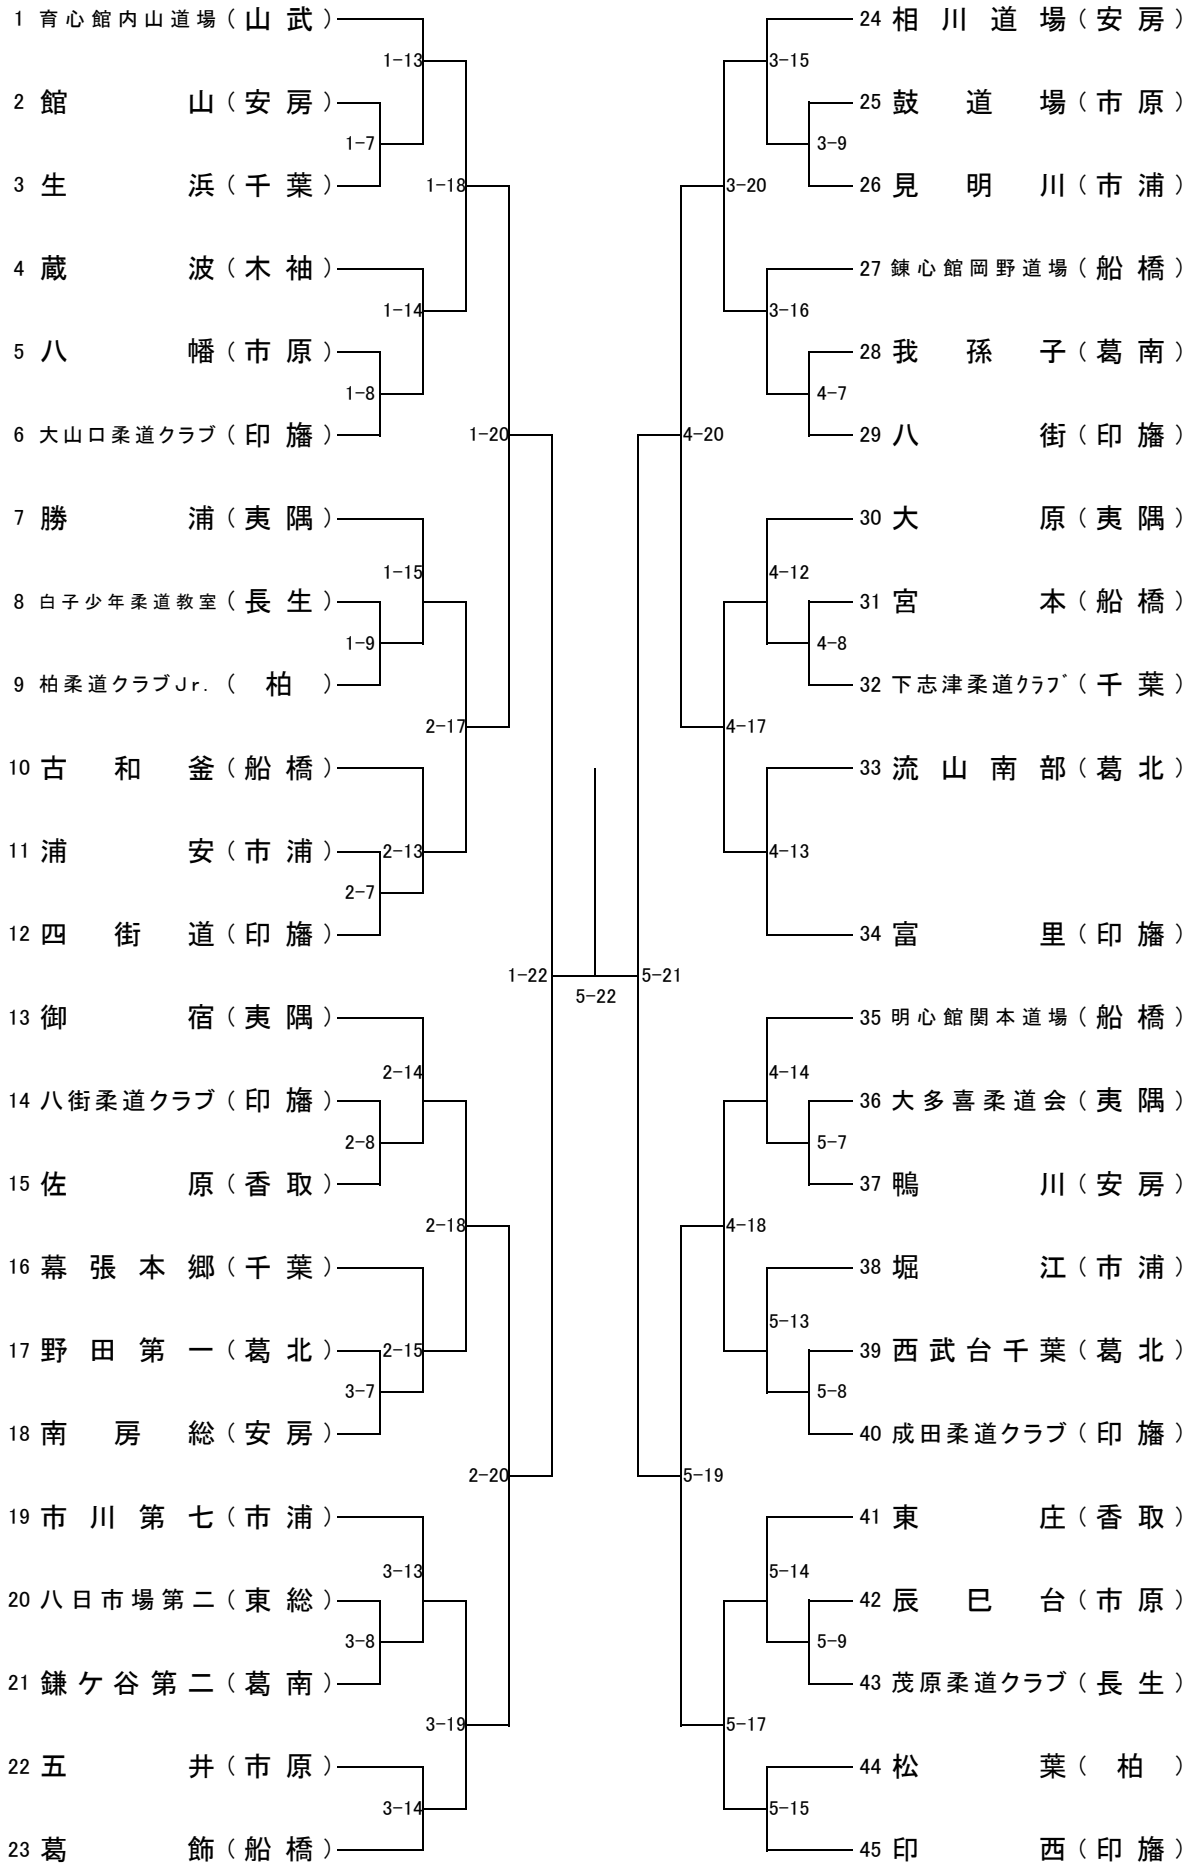 1 育心館内山道場（山武）
1-13
2 館山（安房）
1-7
3 生浜（千葉）
1-18
4 蔵波（木袖）
1-14
5 八幡（市原）
1-8
6 大山口柔道クラブ（印旛）
1-20
7 勝浦（夷隅）
1-15
8 白子少年柔道教室（長生）
1-9
9 柏柔道クラブJr.（柏）
2-17
10 古和釜（船橋）
11 浦安（市浦）
2-13
2-7
12 四街道（印旛）
1-22
13 御宿（夷隅）
2-14
14 八街柔道クラブ（印旛）
2-8
15 佐原（香取）
2-18
16 幕張本郷（千葉）
17 野田第一（葛北）
2-15
3-7
18 南房総（安房）
2-20
19 市川第七（市浦）
3-13
20 八日市場第二（東総）
3-8
21 鎌ケ谷第二（葛南）
3-19
22 五井（市原）
3-14
23 葛飾（船橋）
5-22
24 相川道場（安房）
3-15
25 鼓道場（市原）
3-9
26 見明川（市浦）
3-20
27 錬心館岡野道場（船橋）
3-16
28 我孫子（葛南）
4-7
29 八街（印旛）
4-20
30 大原（夷隅）
4-12
31 宮本（船橋）
4-8
32 下志津柔道ｸﾗﾌﾞ（千葉）
4-17
33 流山南部（葛北）
4-13
34 富里（印旛）
5-21
35 明心館関本道場（船橋）
4-14
36 大多喜柔道会（夷隅）
5-7
37 鴨川（安房）
4-18
38 堀江（市浦）
5-13
39 西武台千葉（葛北）
5-8
40 成田柔道クラブ（印旛）
5-19
41 東庄（香取）
5-14
42 辰巳台（市原）
5-9
43 茂原柔道クラブ（長生）
5-17
44 松葉（柏）
5-15
45 印西（印旛）